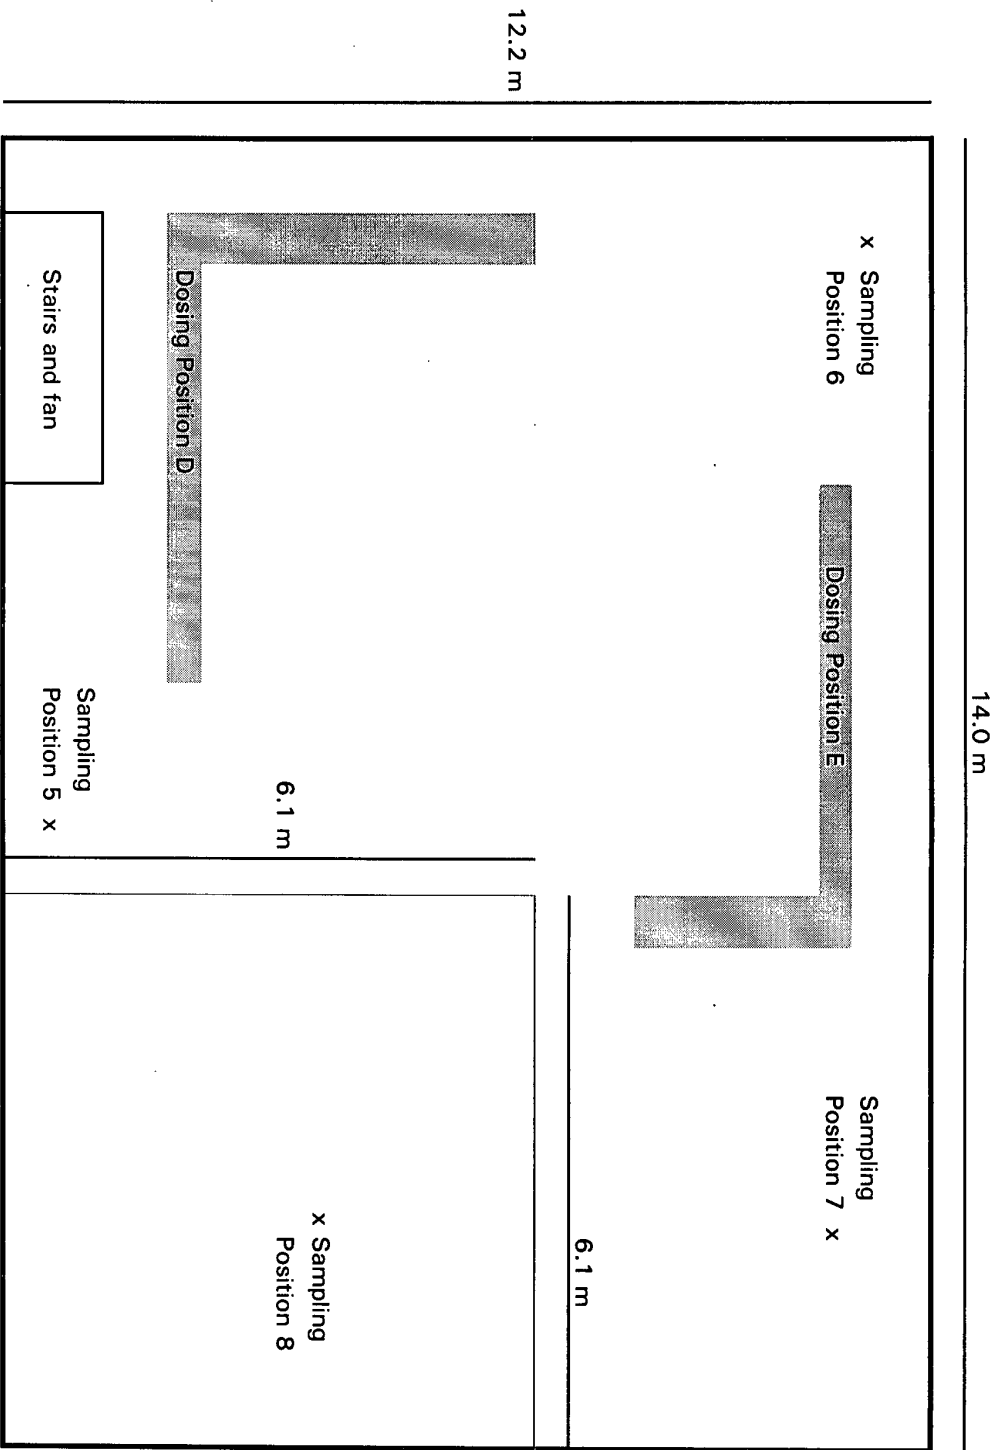 14.0 m
12.2 m
x Sampling
Position 6
Sampling
Position 7 x
Dosing Position E
6.1 m
6.1 m
x Sampling
Position 8
Dosing Position D
Sampling
Position 5 x
Stairs and fan